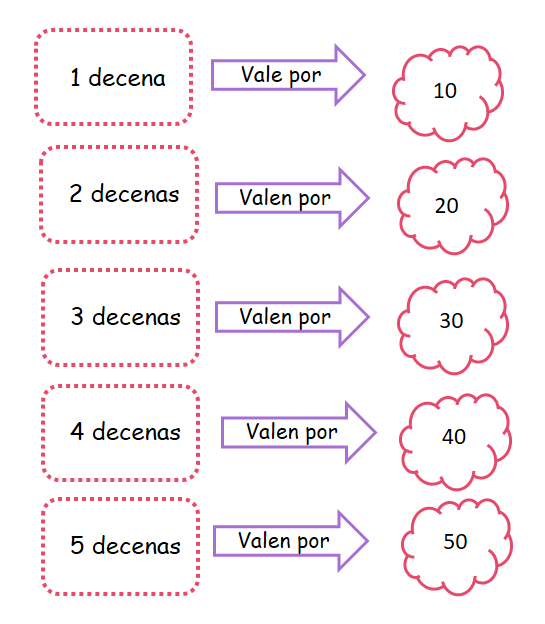 1 decena Vale por 10
2 decenas Valen por 20
3 decenas Valen por 30
4 decenas Valen por 40
5 decenas Valen por 50